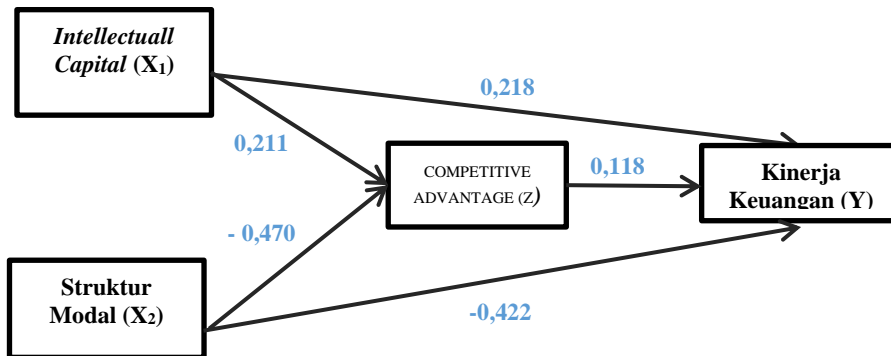 Intellectuall
Capital (X1)
0,218
0,211
COMPETITIVE
ADVANTAGE (Z)
0,118
Kinerja
Keuangan (Y)
- 0,470
Struktur
Modal (X2)
-0,422